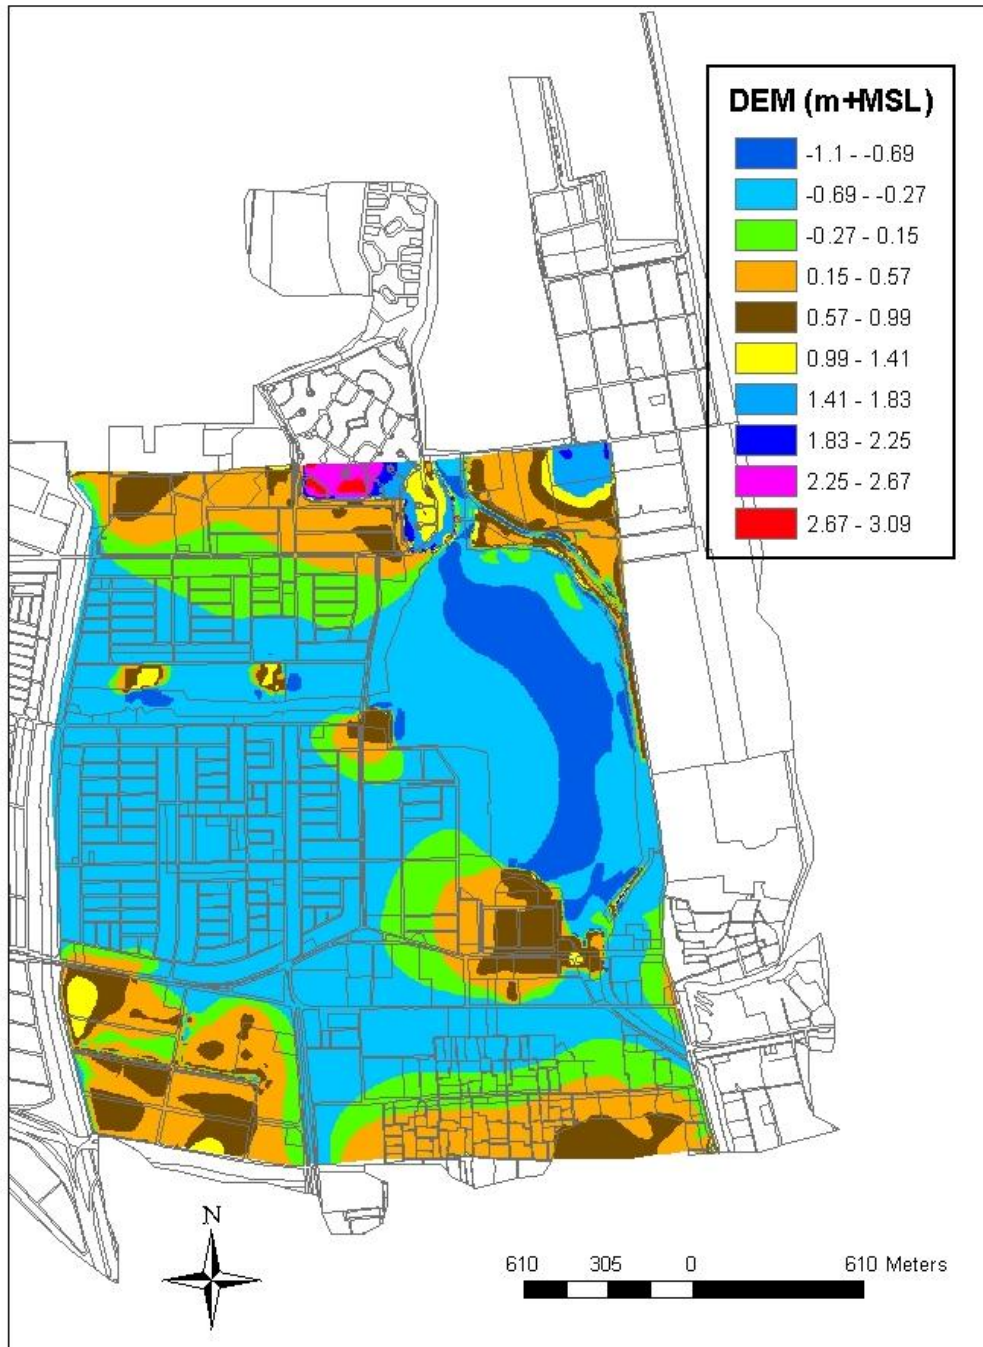 DEM (m+MSL)
-1.1 - -0.69
-0.69 - -0.27
-0.27 - 0.15
0.15 - 0.57
0.57 - 0.99
0.99 - 1.41
1.41 - 1.83
1.83 - 2.25
2.25 - 2.67
2.67 - 3.09
N
610 305 0 610 Meters